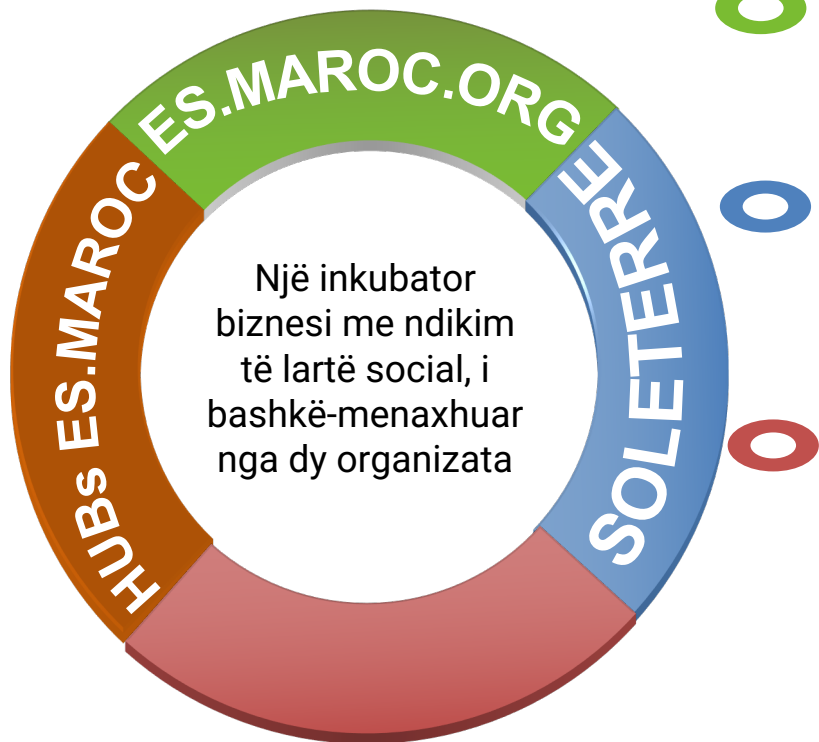 ES.MAROC.ORG
SOLETERRE
HUBs ES.MAROC
Një inkubator
biznesi me ndikim
të lartë social, i
bashkë-menaxhuar
nga dy organizata